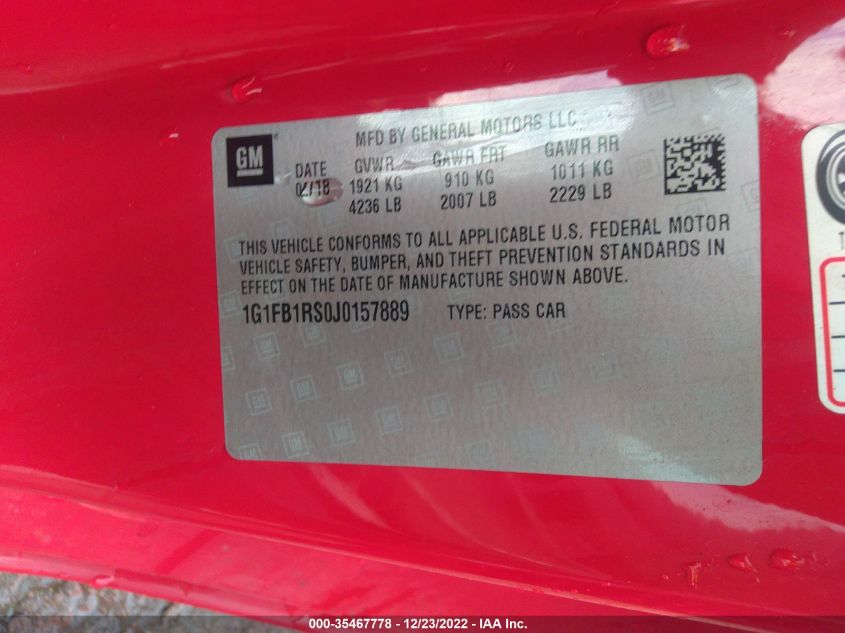 GM
MFD BY GENERAL MOTORS LLC
DATE GVWR GAWR FRT GAWR RR
04/18 1921 KG 910 KG 1011 KG
4236 LB 2007 LB 2229 LB
THIS VEHICLE CONFORMS TO ALL APPLICABLE U.S. FEDERAL MOTOR
VEHICLE SAFETY, BUMPER, AND THEFT PREVENTION STANDARDS IN
EFFECT ON THE DATE OF MANUFACTURE SHOWN ABOVE.
1G1FB1RS0J0157889 TYPE: PASS CAR
000-35467778 - 12/23/2022 - IAA Inc.